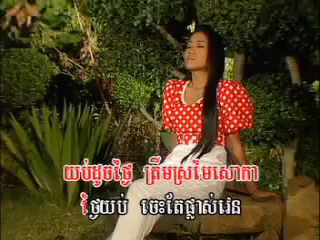 យប់ដូចថ្ងៃ ត្រឹមស្រមៃសោកា
ថ្ងៃយប់ ចេះតែផ្លាស់វេន